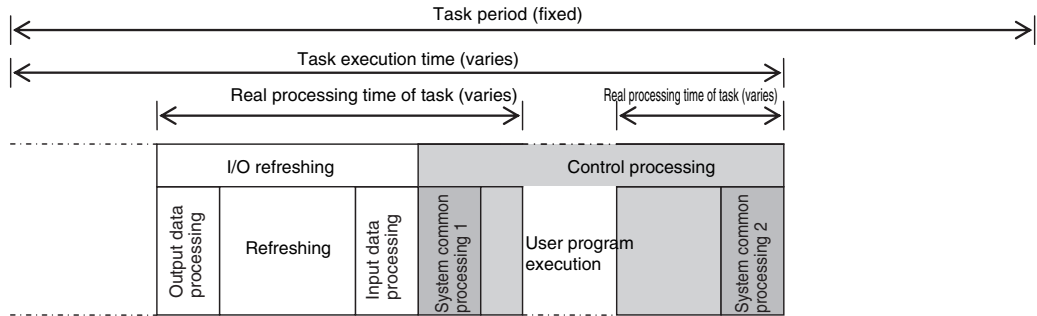 Task period (fixed)
Task execution time (varies)
Real processing time of task (varies)
Real processing time of task (varies)
I/O refreshing
Control processing
Output data
processing
Refreshing
Input data
processing
System common
processing 1
User program
execution
System common
processing 2